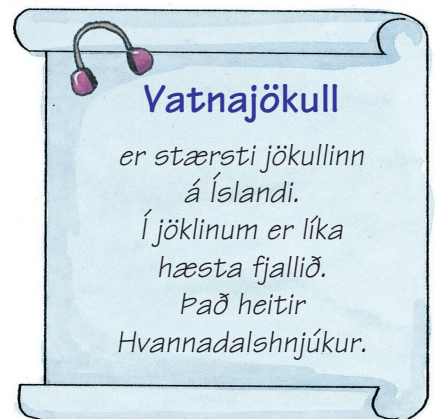 Vatnajökull
er stærsti jökullinn
á Íslandi.
Í jöklinum er líka
hæsta fjallið.
Það heitir
Hvannadalshnjúkur.